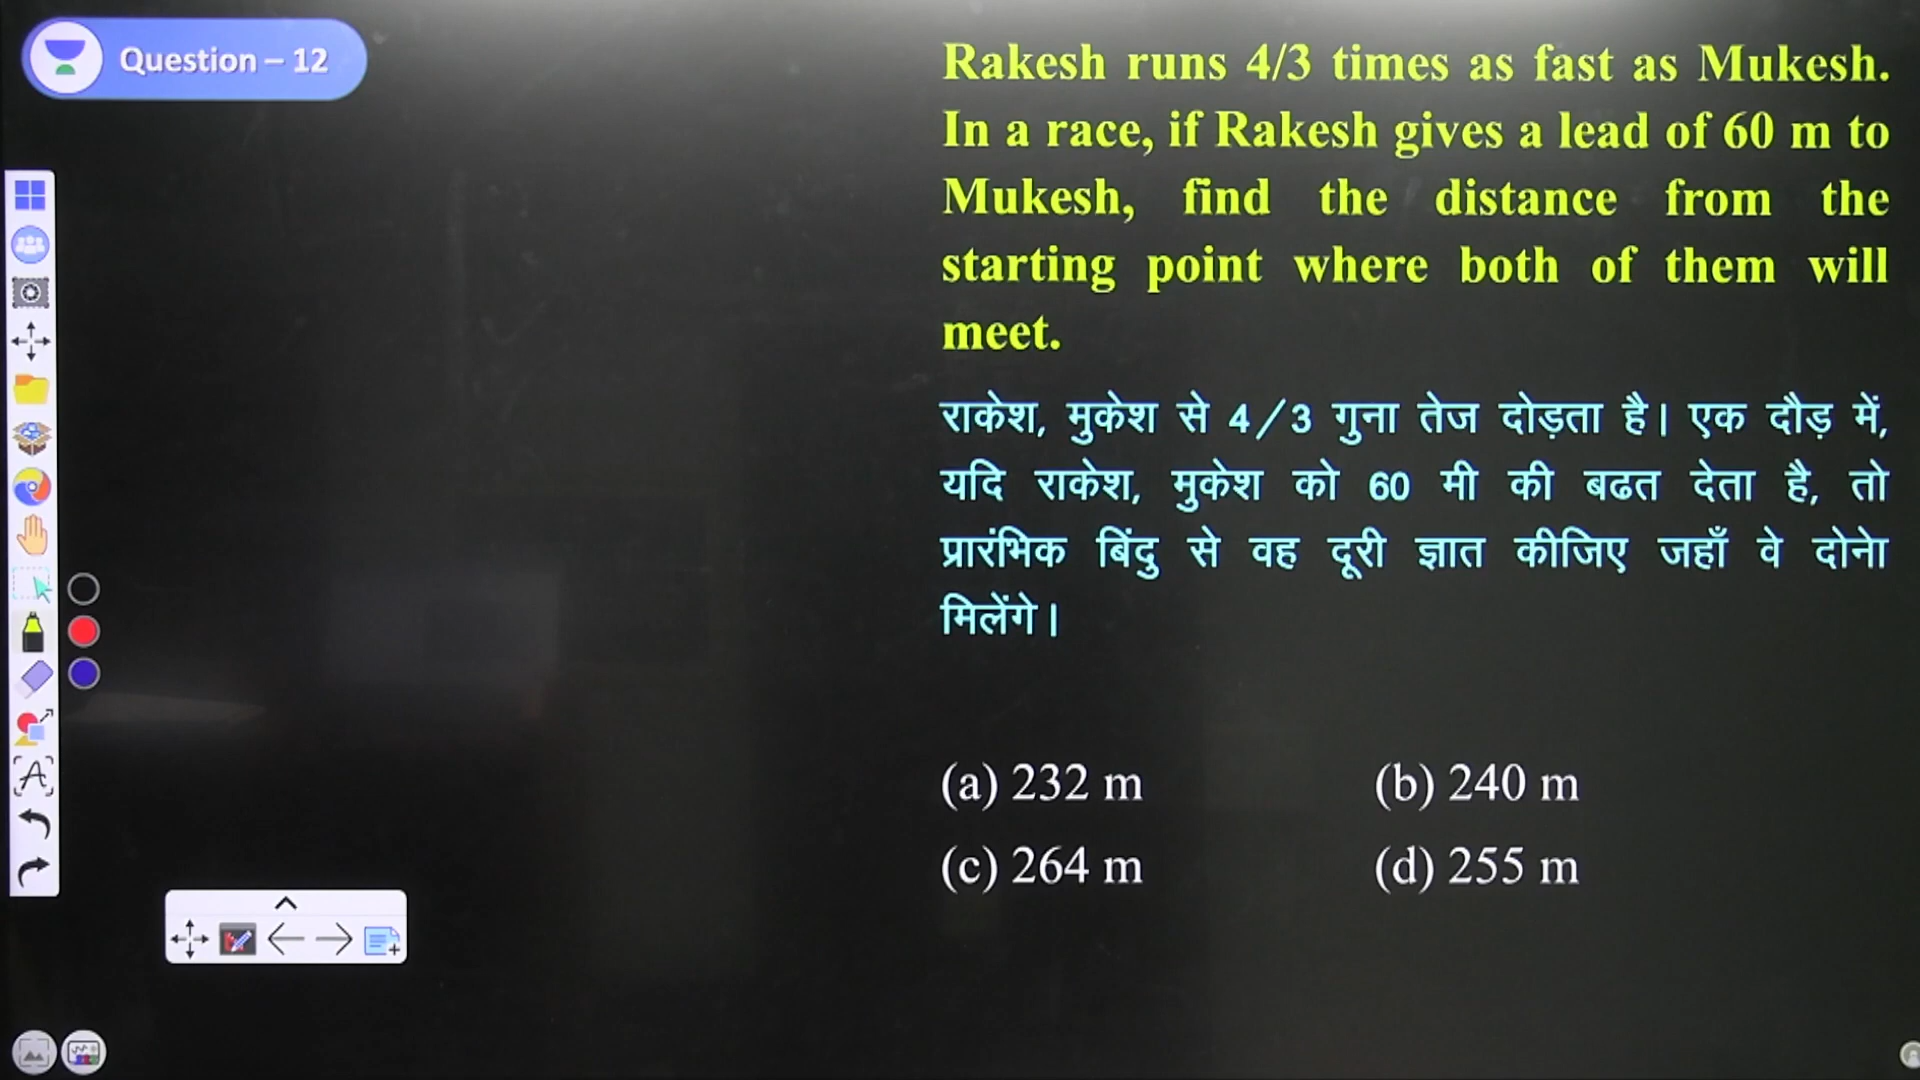 Question – 12
Rakesh runs 4/3 times as fast as Mukesh.
In a race, if Rakesh gives a lead of 60 m to
Mukesh, find the distance from the
starting point where both of them will
meet.
राकेश, मुकेश से 4/3 गुना तेज दोड़ता है। एक दौड़ में,
यदि राकेश, मुकेश को 60 मी की बढत देता है, तो
प्रारंभिक बिंदु से वह दूरी ज्ञात कीजिए जहाँ वे दोनेा
मिलेंगे।
(a) 232 m (b) 240 m
(c) 264 m (d) 255 m